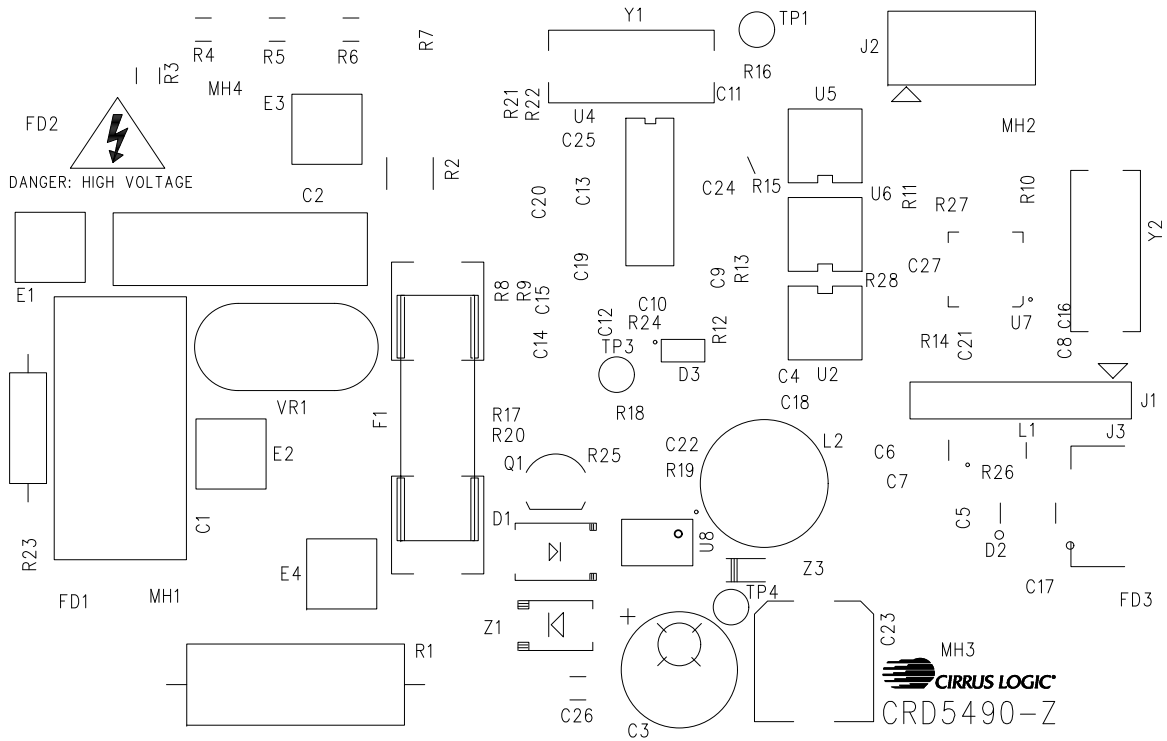 Y1
TP1
R7
J2
R4
R5
R6
R3
R16
MH4
E3
R21
R22
U4
C11
U5
FD2
C25
MH2
DANGER: HIGH VOLTAGE
R2
C2
C20
C13
C24
R15
U6
R11
R27
R10
Y2
E1
R8
R9
C15
C19
C10
C9
R13
R28
C27
U7
C16
C14
C12
R24
R12
R14
C21
C8
TP3
D3
C4
U2
VR1
F1
R17
R18
C18
J1
R20
E2
Q1
R25
C22
R19
L2
C6
C7
L1
J3
R26
R23
C1
D1
U8
C5
D2
E4
Z3
C17
FD1
MH1
TP4
FD3
Z1
+
C23
R1
MH3
CIRRUS LOGIC®
C26
C3
CRD5490-Z